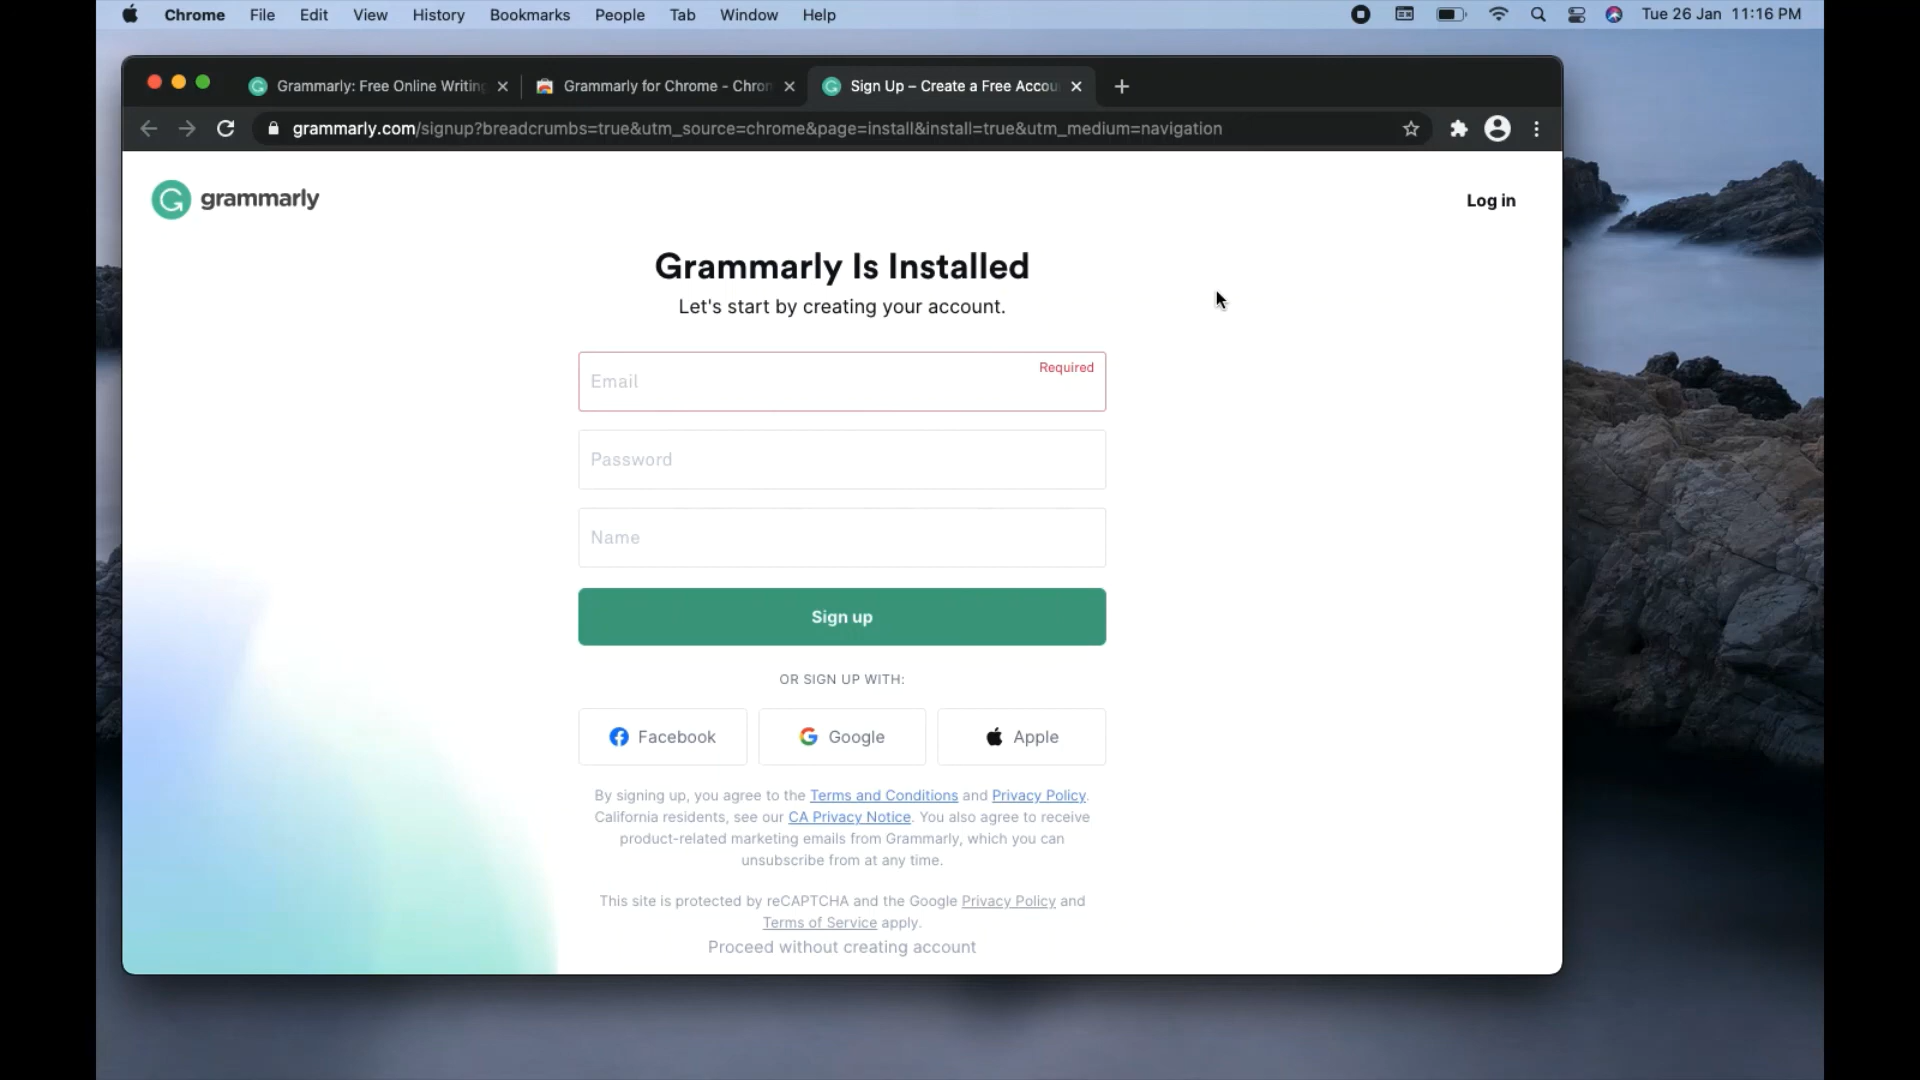 Chrome File Edit View History Bookmarks People Tab Window Help Tue 26 Jan 11:16 PM
Grammarly: Free Online Writing Grammarly for Chrome - Chron Sign Up – Create a Free Accou
grammarly.com/signup?breadcrumbs=true&utm_source=chrome&page=install&install=true&utm_medium=navigation
grammarly
Log in
Grammarly Is Installed
Let's start by creating your account.
Required
Email
Password
Name
Sign up
OR SIGN UP WITH:
Facebook Google Apple
By signing up, you agree to the Terms and Conditions and Privacy Policy.
California residents, see our CA Privacy Notice. You also agree to receive
product-related marketing emails from Grammarly, which you can
unsubscribe from at any time.
This site is protected by reCAPTCHA and the Google Privacy Policy and
Terms of Service apply.
Proceed without creating account